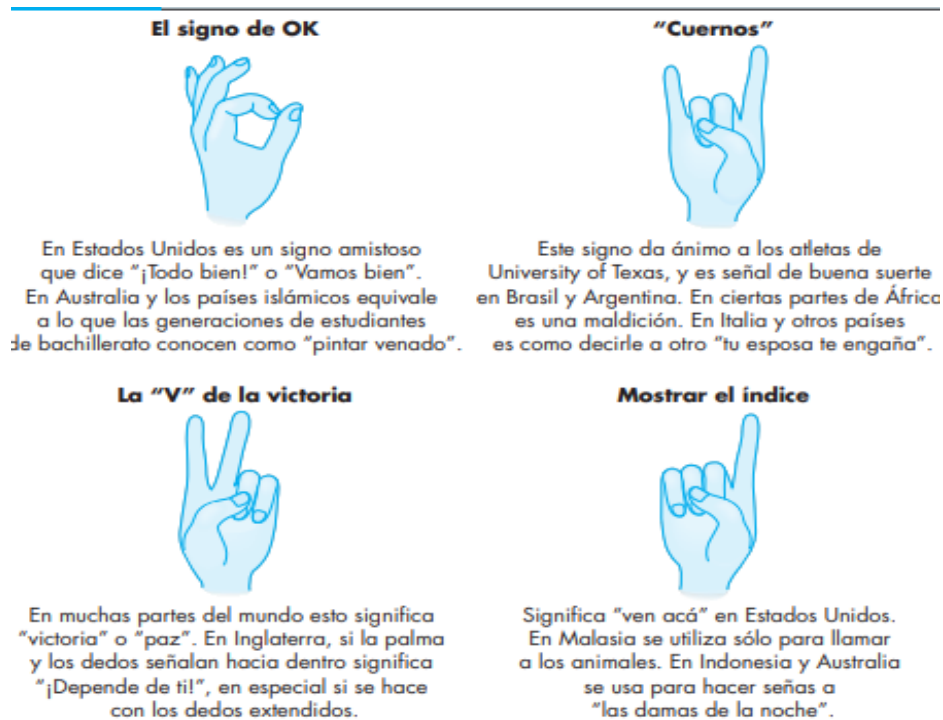 El signo de OK
En Estados Unidos es un signo amistoso
que dice “¡Todo bien!” o “Vamos bien”.
En Australia y los países islámicos equivale
a lo que las generaciones de estudiantes
de bachillerato conocen como “pintar venado”.
“Cuernos”
Este signo da ánimo a los atletas de
University of Texas, y es señal de buena suerte
en Brasil y Argentina. En ciertas partes de África
es una maldición. En Italia y otros países
es como decirle a otro “tu esposa te engaña”.
La “V” de la victoria
En muchas partes del mundo esto significa
“victoria” o “paz”. En Inglaterra, si la palma
y los dedos señalan hacia dentro significa
“¡Depende de ti!”, en especial si se hace
con los dedos extendidos.
Mostrar el índice
Significa “ven acá” en Estados Unidos.
En Malasia se utiliza sólo para llamar
a los animales. En Indonesia y Australia
se usa para hacer señas a
“las damas de la noche”.